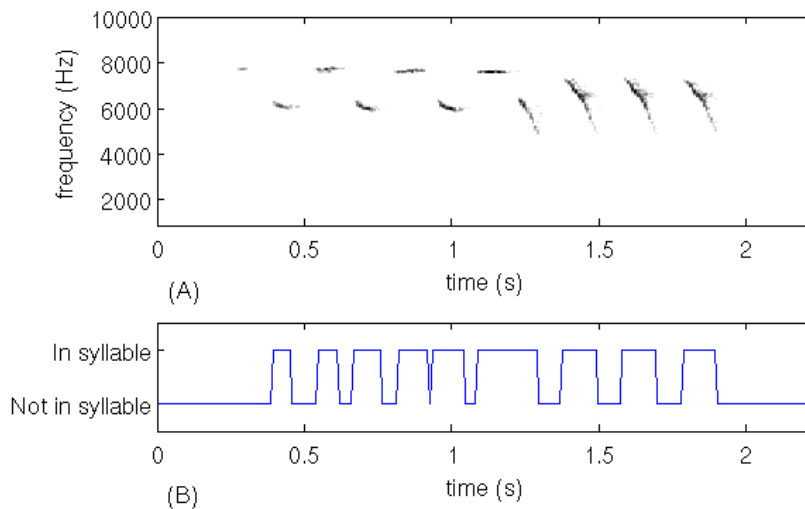 10000
8000
6000
4000
2000
frequency (Hz)
0 0.5 1 1.5 2
time (s)
(A)
In syllable
Not in syllable
0 0.5 1 1.5 2
time (s)
(B)